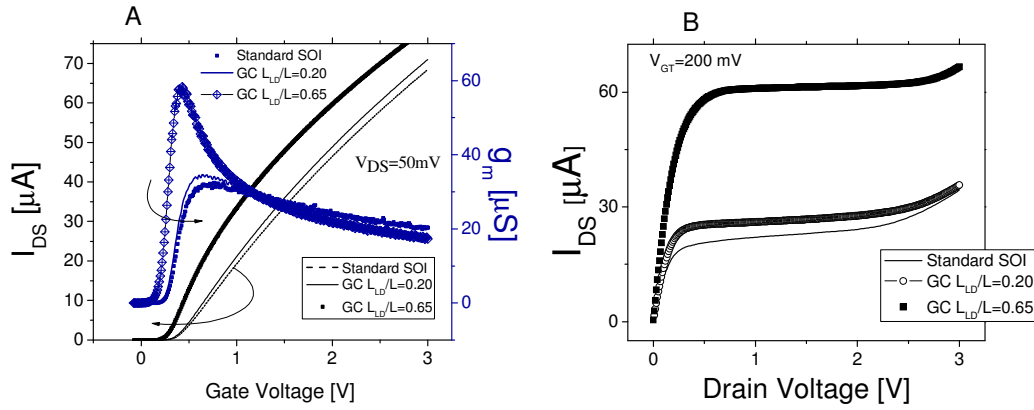 A
Standard SOI
GC L_LD/L=0.20
GC L_LD/L=0.65
V_DS=50mV
Standard SOI
GC L_LD/L=0.20
GC L_LD/L=0.65
I_DS [μA]
70
60
50
40
30
20
10
0
g_m [μS]
60
40
20
0
0 1 2 3
Gate Voltage [V]
B
V_GT=200 mV
I_DS [μA]
60
30
0
Standard SOI
GC L_LD/L=0.20
GC L_LD/L=0.65
0 1 2 3
Drain Voltage [V]